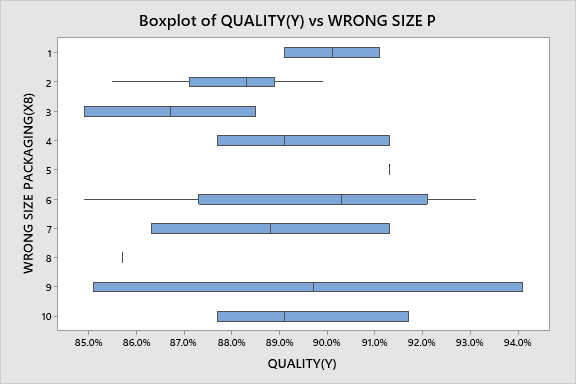 Boxplot of QUALITY(Y) vs WRONG SIZE P
WRONG SIZE PACKAGING(X8)
1
2
3
4
5
6
7
8
9
10
85.0% 86.0% 87.0% 88.0% 89.0% 90.0% 91.0% 92.0% 93.0% 94.0%
QUALITY(Y)